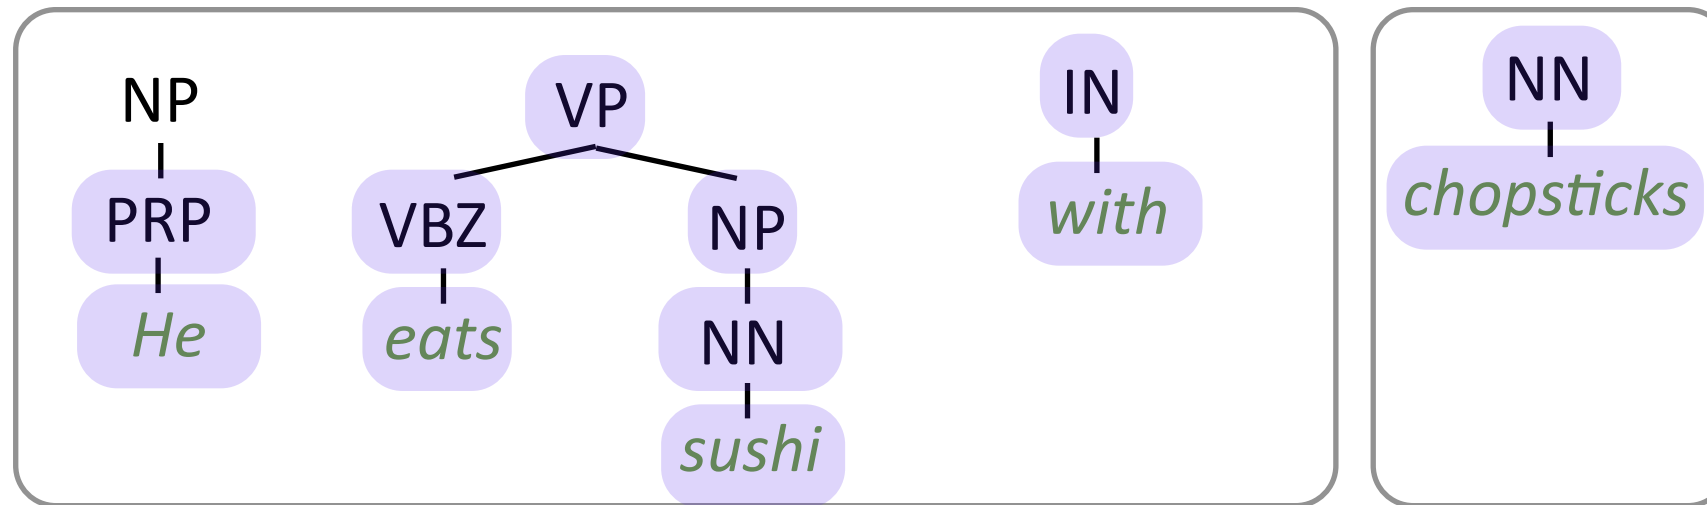 NP
VP
IN
NN
PRP
VBZ
NP
with
chopsticks
He
eats
NN
sushi